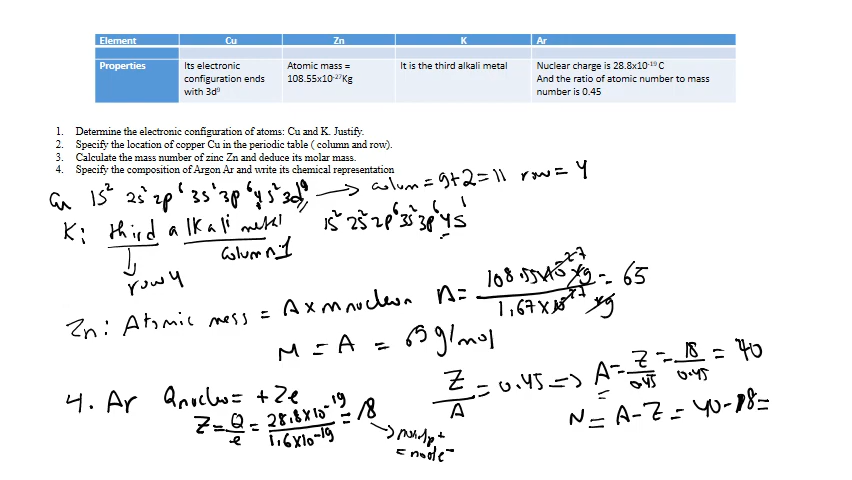 Element Cu Zn K Ar
Properties Its electronic configuration ends with 3d⁹ Atomic mass = 108.55x10⁻²⁷Kg It is the third alkali metal Nuclear charge is 28.8x10⁻¹⁹ C And the ratio of atomic number to mass number is 0.45
1. Determine the electronic configuration of atoms: Cu and K. Justify.
2. Specify the location of copper Cu in the periodic table ( column and row).
3. Calculate the mass number of zinc Zn and deduce its molar mass.
4. Specify the composition of Argon Ar and write its chemical representation
Cu 1s² 2s² 2p⁶ 3s² 3p⁶ 4s² 3d⁹ → colum = 9+2 = 11 row = 4
K: third alkali metal 1s² 2s² 2p⁶ 3s² 3p⁶ 4s¹
column:1
row 4
Zn: Atomic mess = A x m nucleon A = 108.55x10⁻²⁷ kg / 1,67 x 10⁻²⁷ kg = 65
M = A = 65 g/mol
4. Ar Qnucleo = +Ze
Z = Q/e = 28.8x10⁻¹⁹ / 1,6x10⁻¹⁹ = 18
Z/A = 0.45 => A = Z/0.45 = 18/0.45 = 40
N = A - Z = 40 - 18 =
= no de⁻